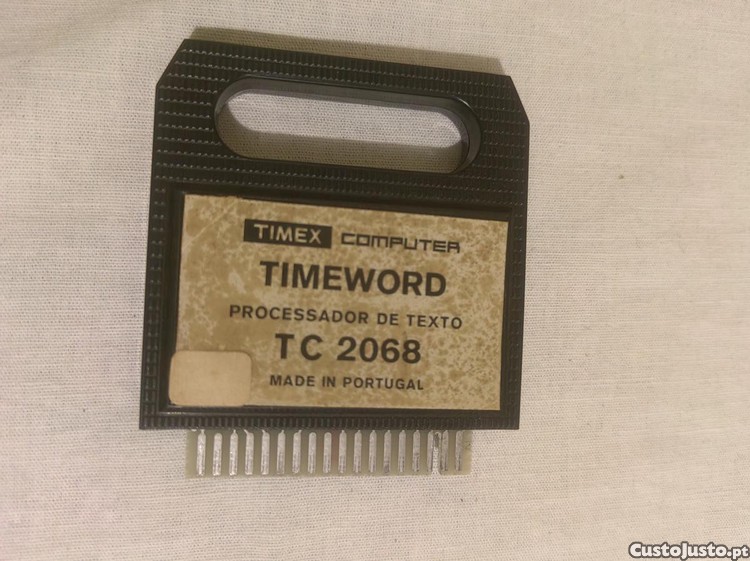 TIMEX COMPUTER
TIMEWORD
PROCESSADOR DE TEXTO
TC 2068
MADE IN PORTUGAL
CustoJusto.pt